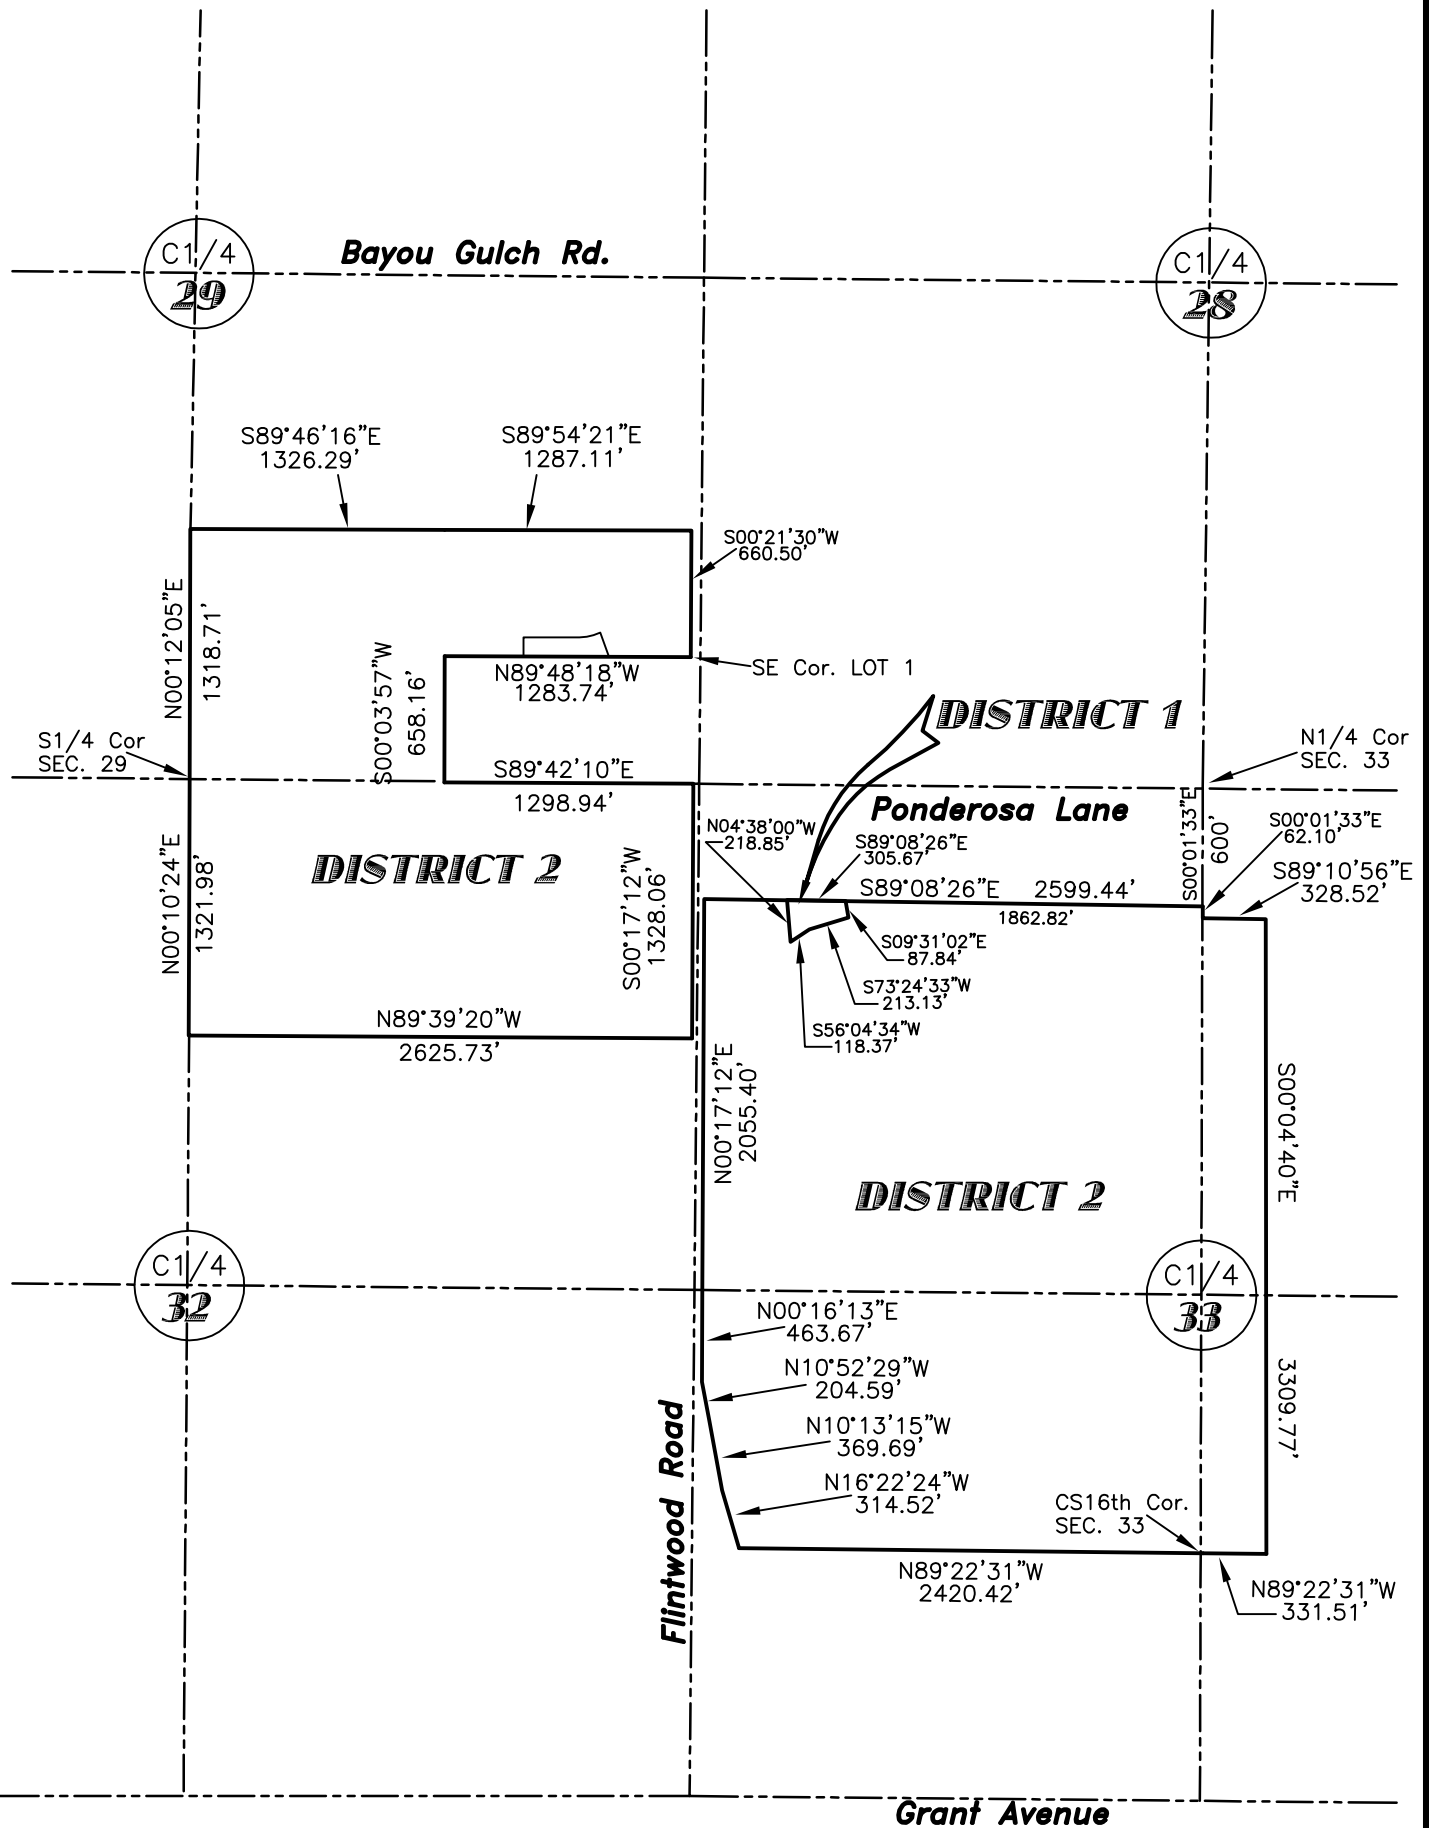 C1/4
29
Bayou Gulch Rd.
C1/4
28
S89°46'16"E
1326.29'
S89°54'21"E
1287.11'
S00°21'30"W
660.50'
N00°12'05"E
1318.71'
S00°03'57"W
658.16'
N89°48'18"W
1283.74'
SE Cor. LOT 1
DISTRICT 1
S1/4 Cor
SEC. 29
N1/4 Cor
SEC. 33
S89°42'10"E
1298.94'
Ponderosa Lane
S00°01'33"E
600'
S00°01'33"E
62.10'
N04°38'00"W
218.85'
S89°08'26"E
305.67'
S89°10'56"E
328.52'
DISTRICT 2
S89°08'26"E 2599.44'
1862.82'
N00°10'24"E
1321.98'
S00°17'12"W
1328.06'
S09°31'02"E
87.84'
S73°24'33"W
213.13'
S56°04'34"W
118.37'
N89°39'20"W
2625.73'
N00°17'12"E
2055.40'
S00°04'40"E
3309.77'
DISTRICT 2
C1/4
32
C1/4
33
N00°16'13"E
463.67'
N10°52'29"W
204.59'
N10°13'15"W
369.69'
N16°22'24"W
314.52'
Flintwood Road
CS16th Cor.
SEC. 33
N89°22'31"W
2420.42'
N89°22'31"W
331.51'
Grant Avenue